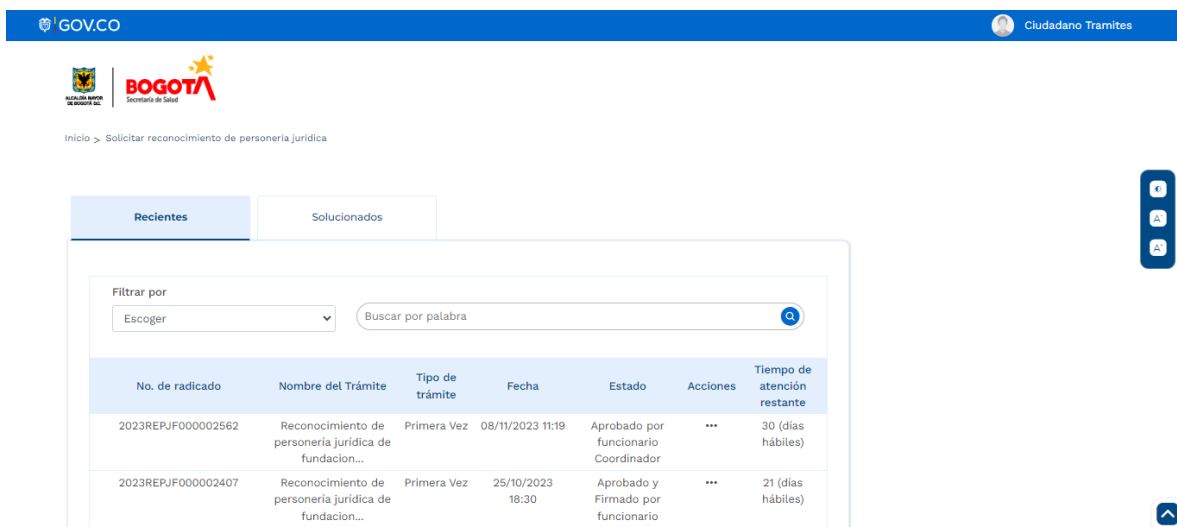 GOV.CO
Ciudadano Tramites
ALCALDÍA MAYOR
DE BOGOTÁ D.C.
BOGOTÁ
Secretaría de Salud
Inicio > Solicitar reconocimiento de personería jurídica
Recientes
Solucionados
Filtrar por
Escoger
Buscar por palabra
No. de radicado
Nombre del Trámite
Tipo de
trámite
Fecha
Estado
Acciones
Tiempo de
atención
restante
2023REPJF000002562
Reconocimiento de
personería jurídica de
fundacion...
Primera Vez
08/11/2023 11:19
Aprobado por
funcionario
Coordinador
•••
30 (días
hábiles)
2023REPJF000002407
Reconocimiento de
personería jurídica de
fundacion...
Primera Vez
25/10/2023
18:30
Aprobado y
Firmado por
funcionario
•••
21 (días
hábiles)
A-
A+